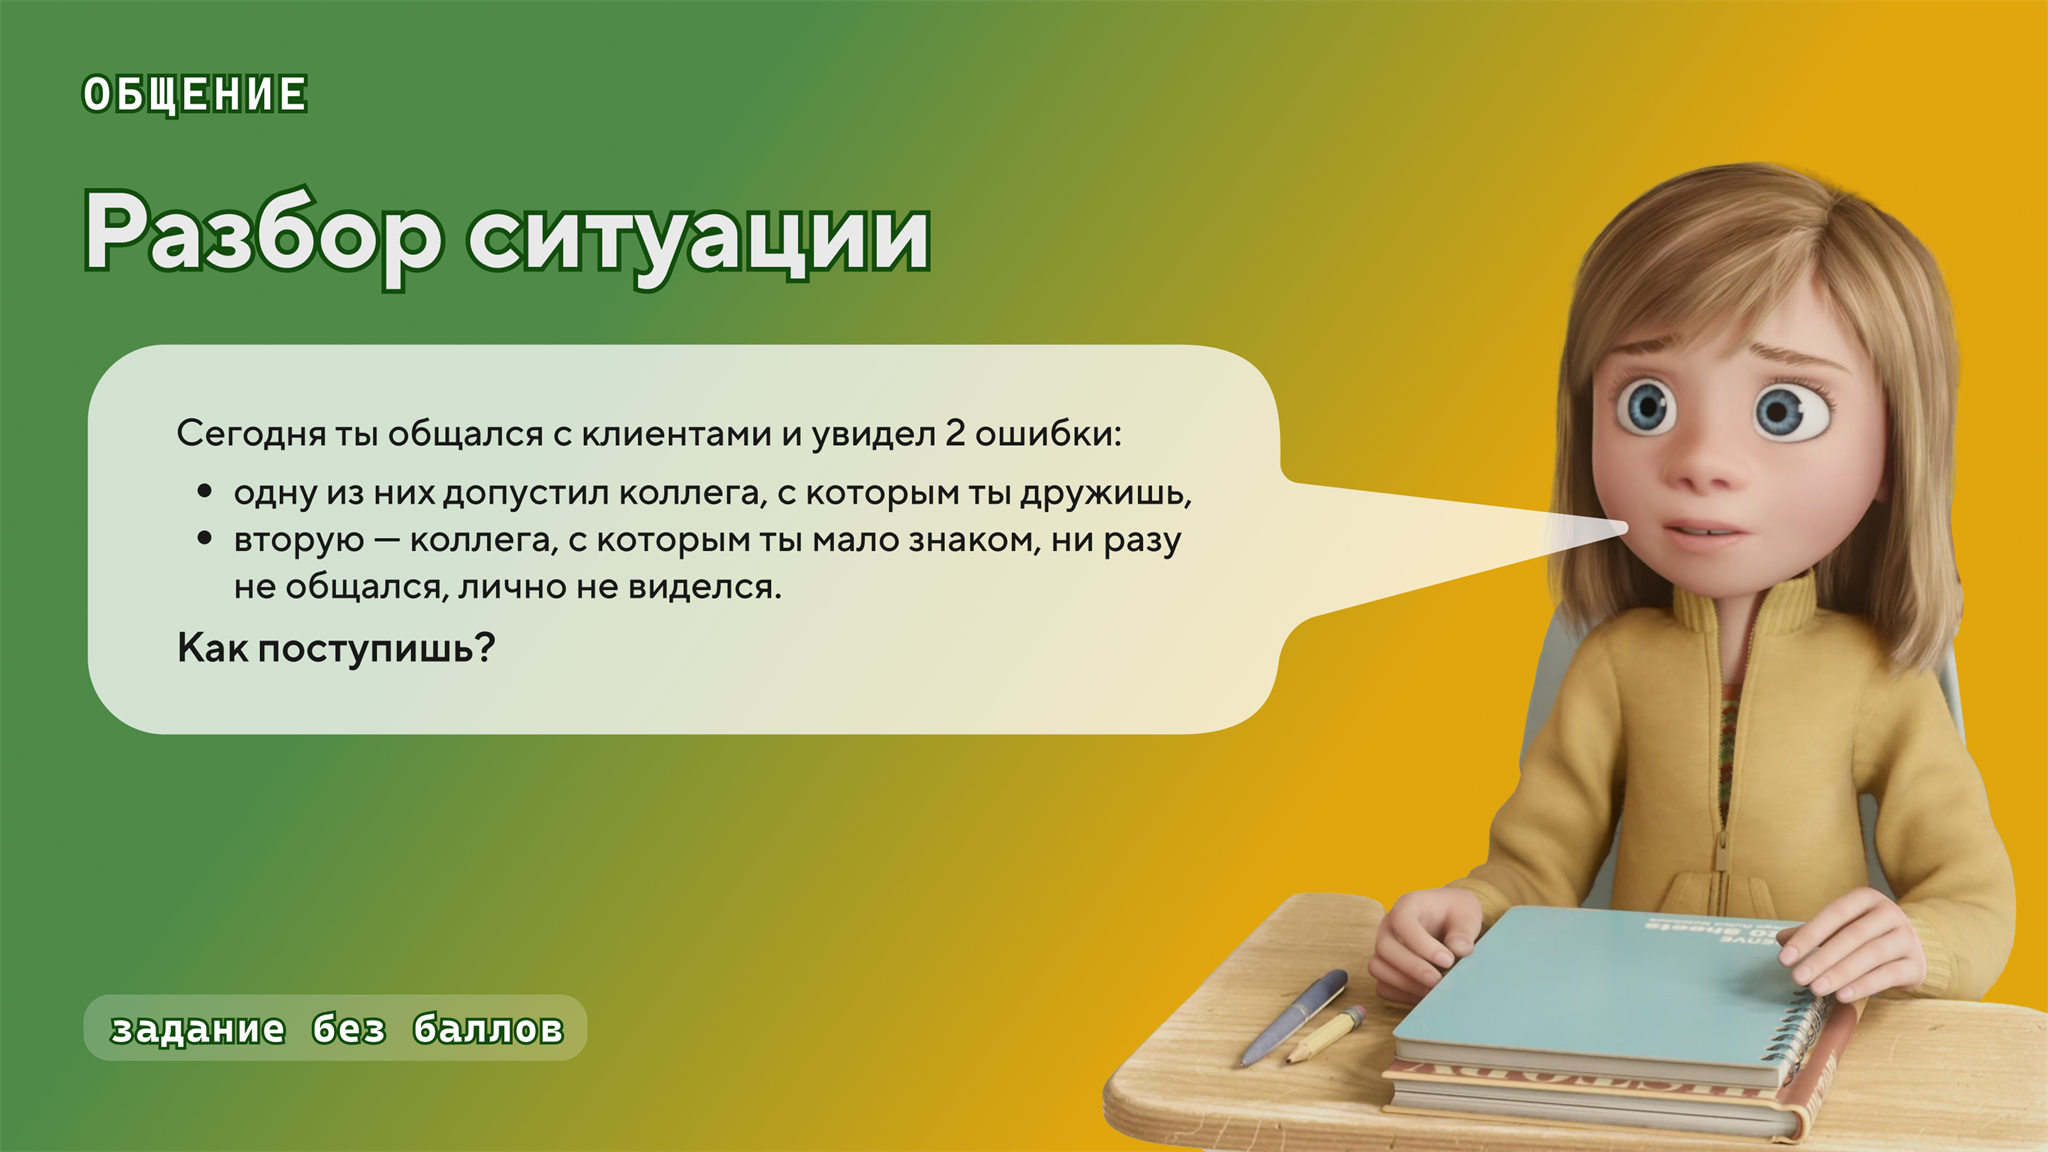 ОБЩЕНИЕ
Разбор ситуации
Сегодня ты общался с клиентами и увидел 2 ошибки:
• одну из них допустил коллега, с которым ты дружишь,
• вторую — коллега, с которым ты мало знаком, ни разу
не общался, лично не виделся.
Как поступишь?
задание без баллов